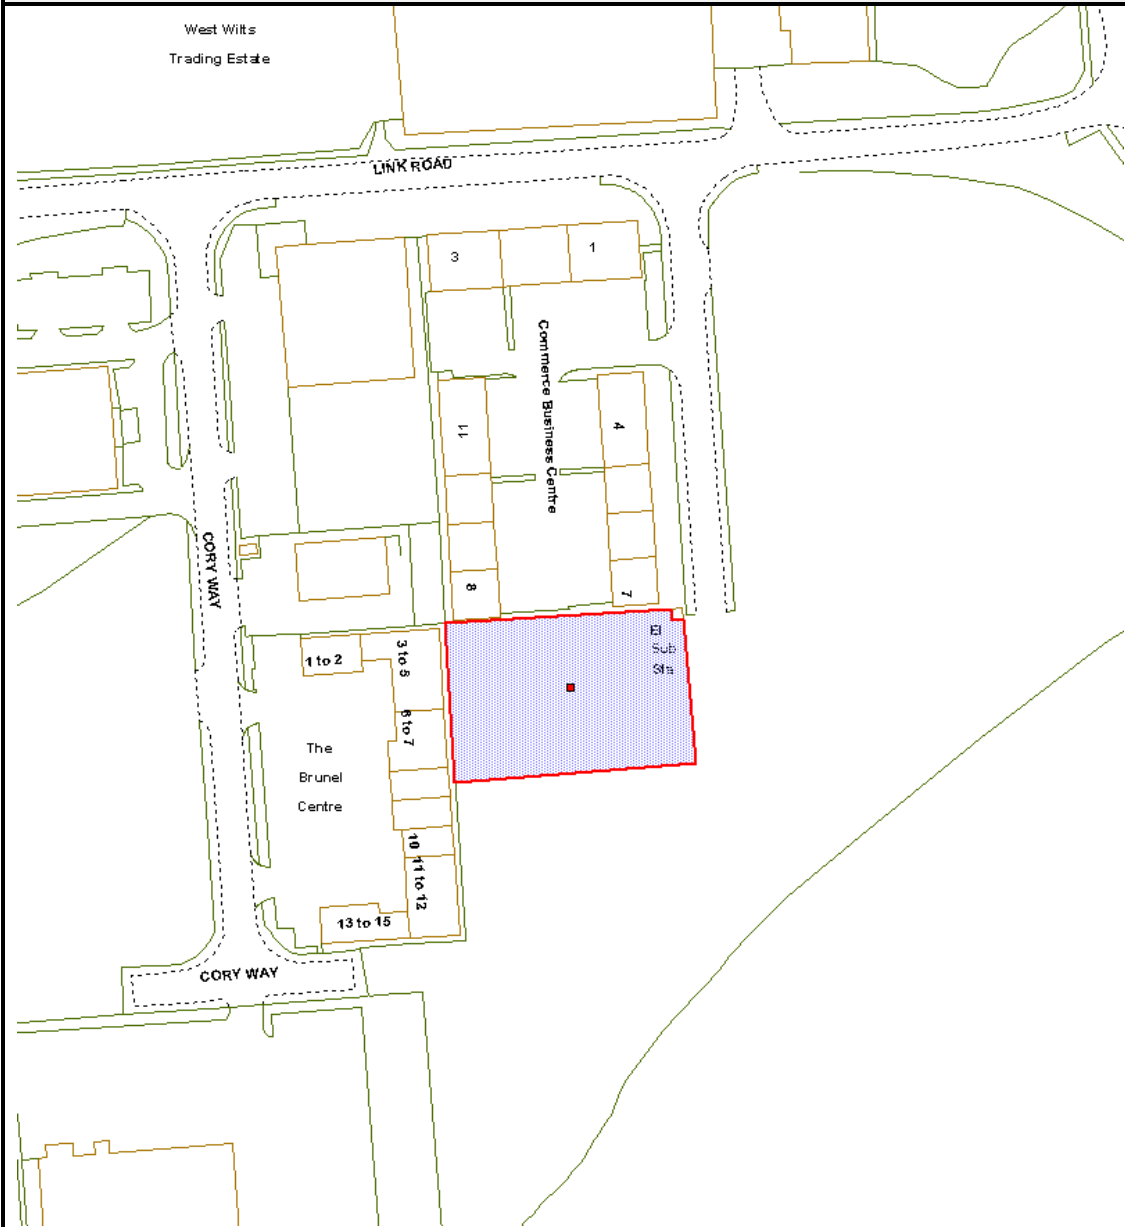 West Wilts
Trading Estate
LINK ROAD
3
1
Commerce Business Centre
11
4
CORY WAY
8
7
El
Sub
Sta
1 to 2
3 to 5
6 to 7
The
Brunel
Centre
10
11 to 12
13 to 15
CORY WAY